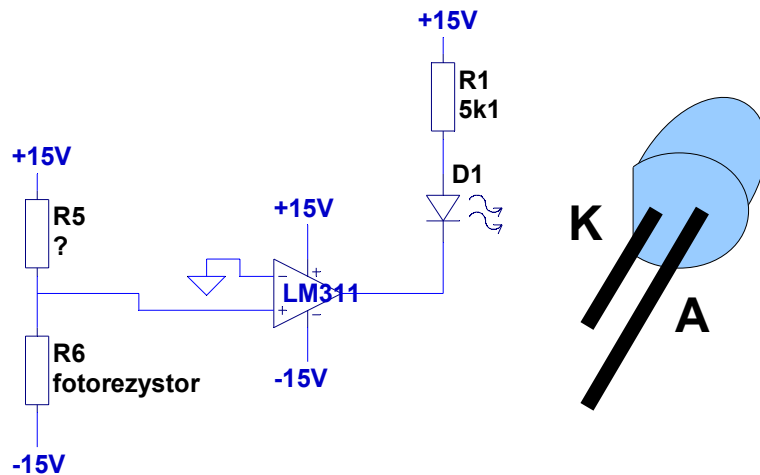 +15V
R1
5k1
D1
+15V
R5
?
+15V
-
+
+
-
LM311
-15V
R6
fotorezystor
-15V
K
A